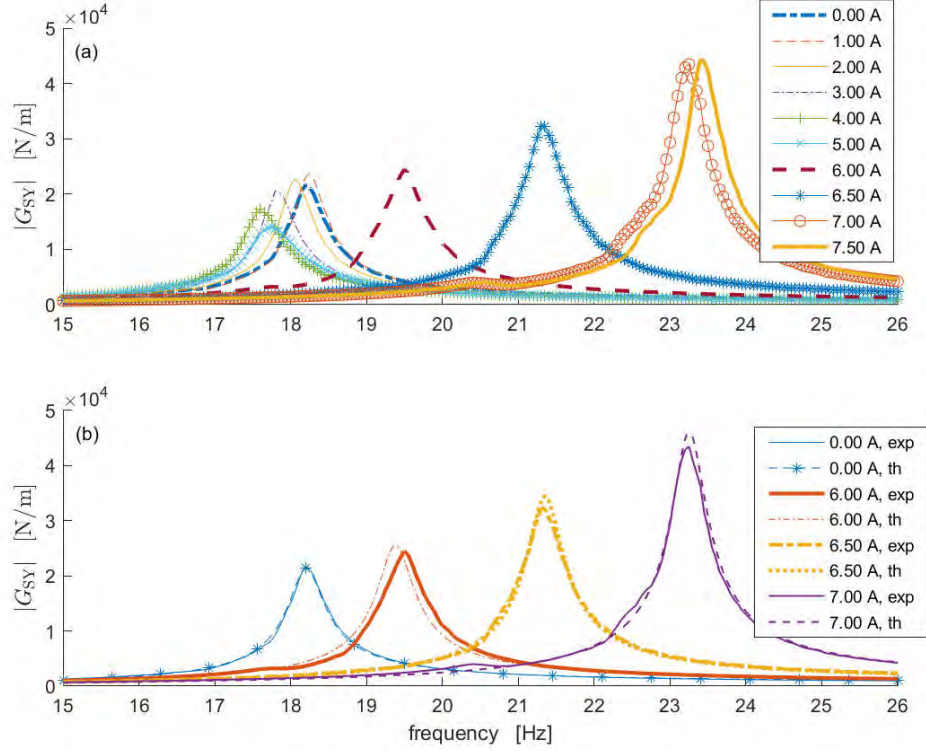 ×10⁴
5
4
3
2
1
0
|G_SY| [N/m]
(a)
0.00 A
1.00 A
2.00 A
3.00 A
4.00 A
5.00 A
6.00 A
6.50 A
7.00 A
7.50 A
15 16 17 18 19 20 21 22 23 24 25 26
×10⁴
5
4
3
2
1
0
|G_SY| [N/m]
(b)
0.00 A, exp
0.00 A, th
6.00 A, exp
6.00 A, th
6.50 A, exp
6.50 A, th
7.00 A, exp
7.00 A, th
15 16 17 18 19 20 21 22 23 24 25 26
frequency [Hz]